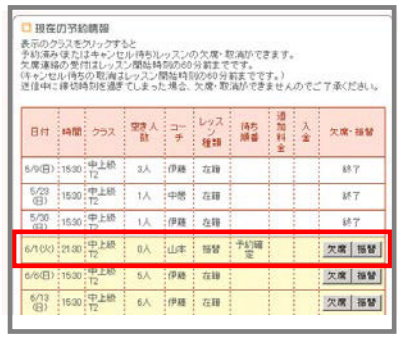 現在の予約情報
表示のクラスをクリックすると
予約済み(またはキャンセル待ち)レッスンの欠席・取消ができます。
欠席連絡の受付はレッスン開始時刻の60分前までです。
(キャンセル待ちの取消はレッスン開始時刻の60分前までです。)
送信中に締切時刻を過ぎてしまった場合、欠席・取消ができませんのでご了承ください。
日付 時間 クラス 空き人数 コーチ レッスン種類 待ち順番 追加料金 入金 欠席・振替
5/9(日) 15:30 中上級T2 3人 伊藤 在籍 終了
5/23(日) 15:30 中上級T2 1人 中居 在籍 終了
5/30(日) 15:30 中上級T2 1人 伊藤 在籍 終了
6/1(火) 21:30 中上級T2 0人 山本 振替 予約確定 欠席 振替
6/6(日) 15:30 中上級T2 5人 伊藤 在籍 欠席 振替
6/13(日) 15:30 中上級T2 6人 伊藤 在籍 欠席 振替